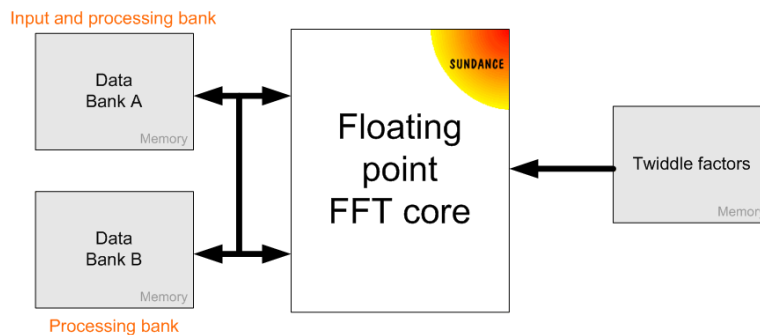 Input and processing bank
Data
Bank A
Memory
SUNDANCE
Floating
point
FFT core
Twiddle factors
Memory
Data
Bank B
Memory
Processing bank